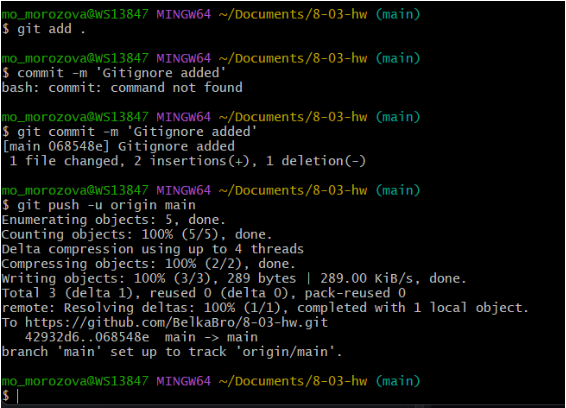 mo_morozova@WS13847 MINGW64 ~/Documents/8-03-hw (main)
$ git add .
mo_morozova@WS13847 MINGW64 ~/Documents/8-03-hw (main)
$ commit -m 'Gitignore added'
bash: commit: command not found
mo_morozova@WS13847 MINGW64 ~/Documents/8-03-hw (main)
$ git commit -m 'Gitignore added'
[main 068548e] Gitignore added
 1 file changed, 2 insertions(+), 1 deletion(-)
mo_morozova@WS13847 MINGW64 ~/Documents/8-03-hw (main)
$ git push -u origin main
Enumerating objects: 5, done.
Counting objects: 100% (5/5), done.
Delta compression using up to 4 threads
Compressing objects: 100% (2/2), done.
Writing objects: 100% (3/3), 289 bytes | 289.00 KiB/s, done.
Total 3 (delta 1), reused 0 (delta 0), pack-reused 0
remote: Resolving deltas: 100% (1/1), completed with 1 local object.
To https://github.com/BelkaBro/8-03-hw.git
   42932d6..068548e  main -> main
branch 'main' set up to track 'origin/main'.
mo_morozova@WS13847 MINGW64 ~/Documents/8-03-hw (main)
$